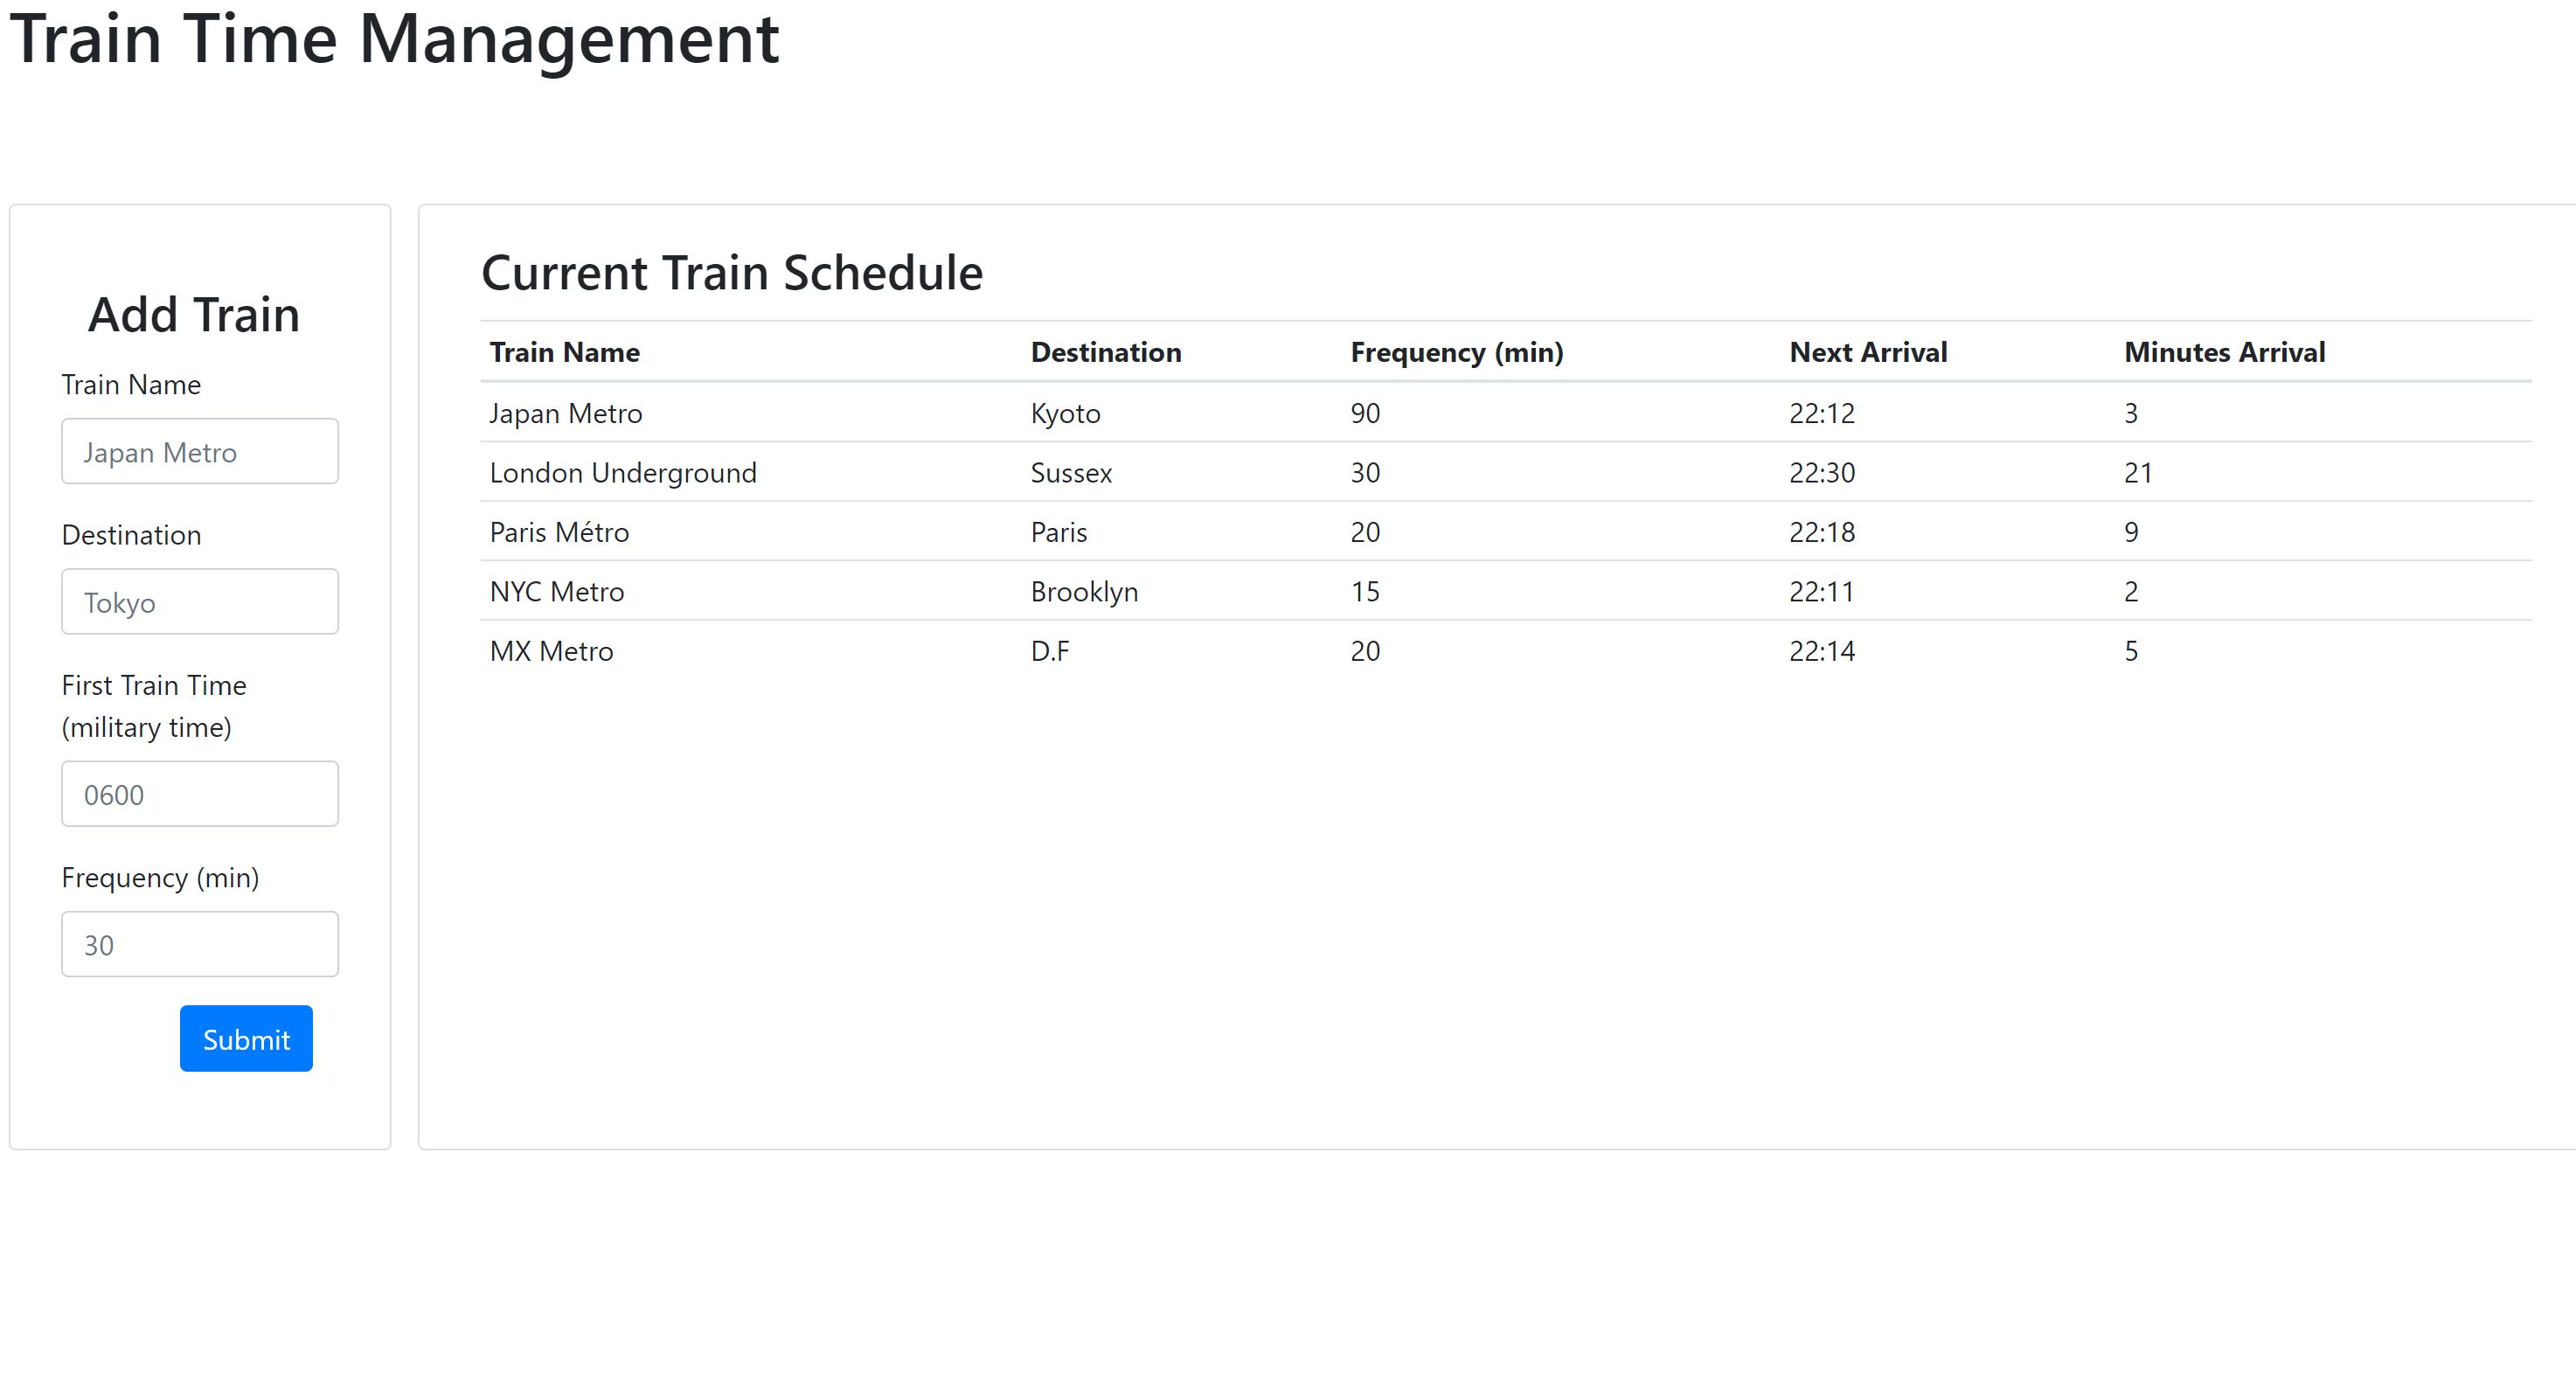 Train Time Management
Add Train
Train Name
Japan Metro
Destination
Tokyo
First Train Time
(military time)
0600
Frequency (min)
30
Submit
Current Train Schedule
Train Name Destination Frequency (min) Next Arrival Minutes Arrival
Japan Metro Kyoto 90 22:12 3
London Underground Sussex 30 22:30 21
Paris Métro Paris 20 22:18 9
NYC Metro Brooklyn 15 22:11 2
MX Metro D.F 20 22:14 5